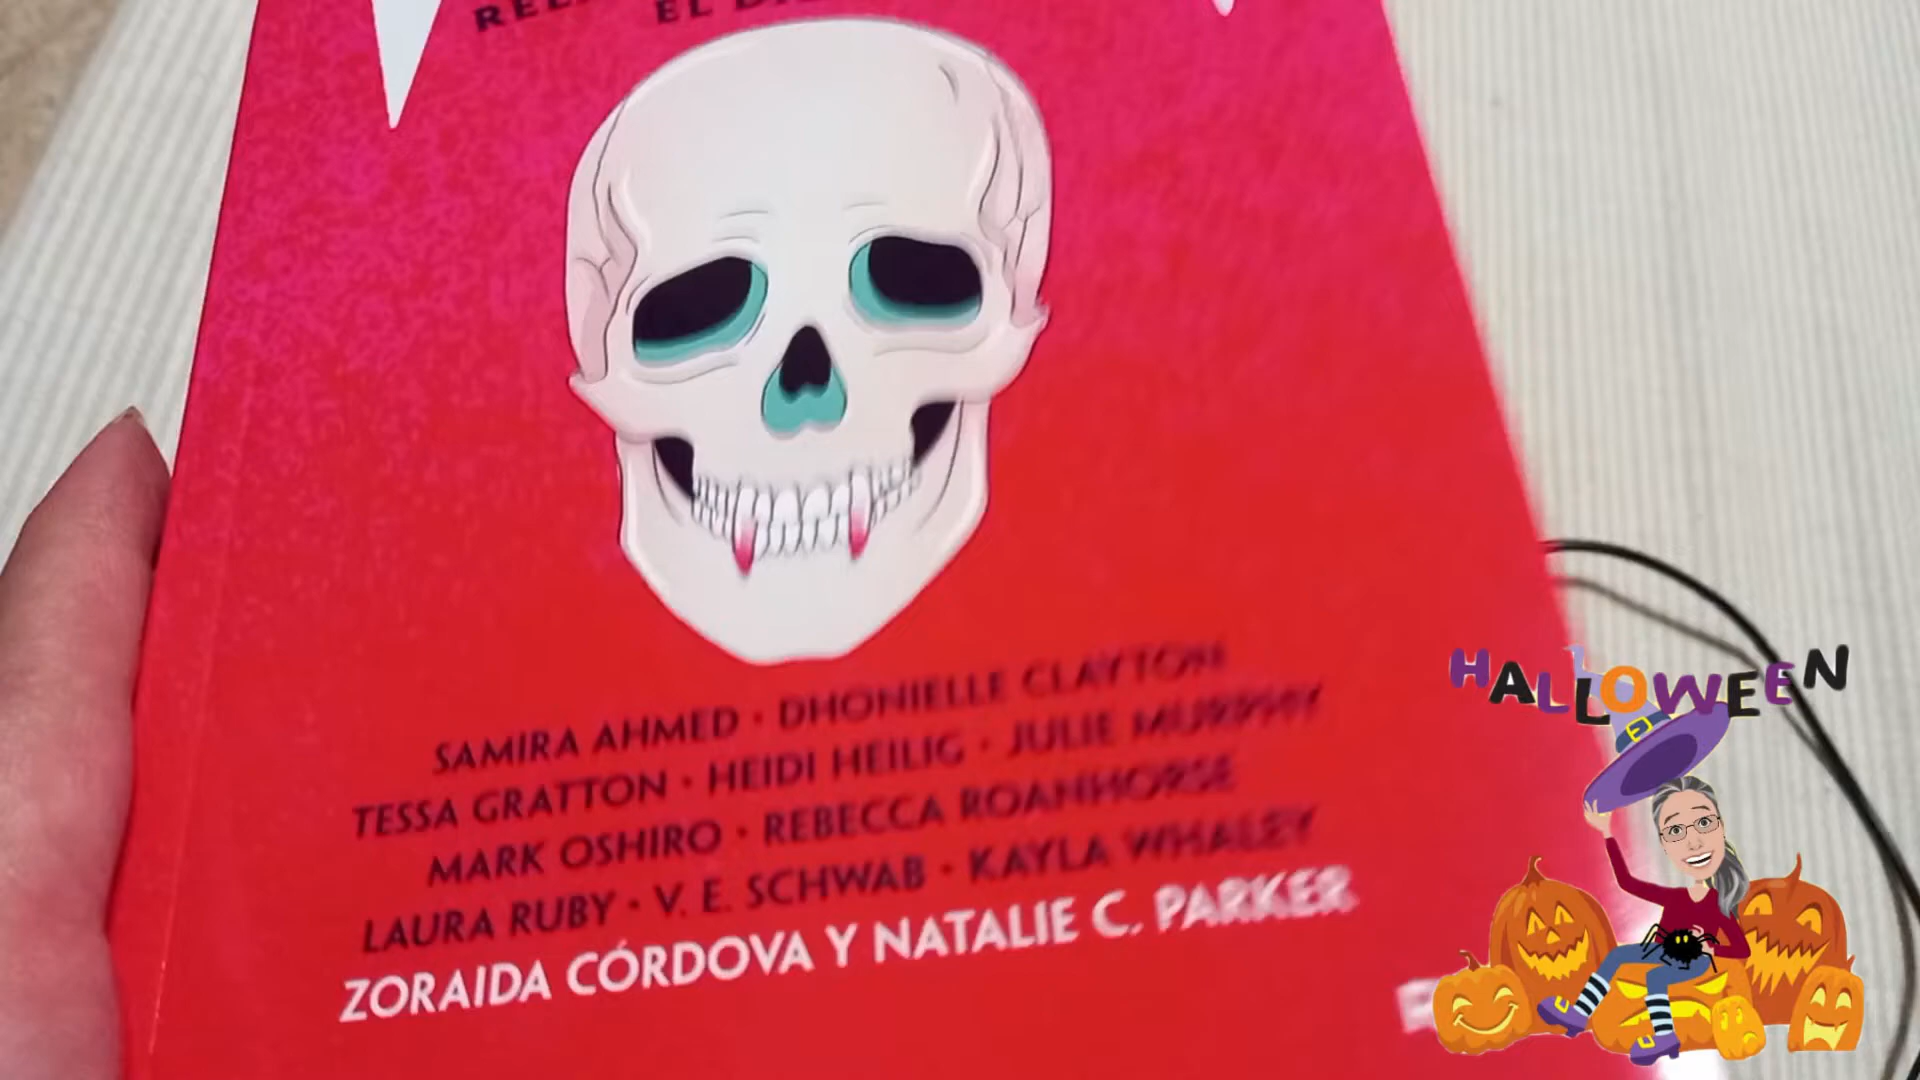 EL
SAMIRA AHMED · DHONIELLE CLAYTON
TESSA GRATTON · HEIDI HEILIG · JULIE MURPHY
MARK OSHIRO · REBECCA ROANHORSE
LAURA RUBY · V. E. SCHWAB · KAYLA WHALEY
ZORAIDA CÓRDOVA Y NATALIE C. PARKER
HALLOWEEN